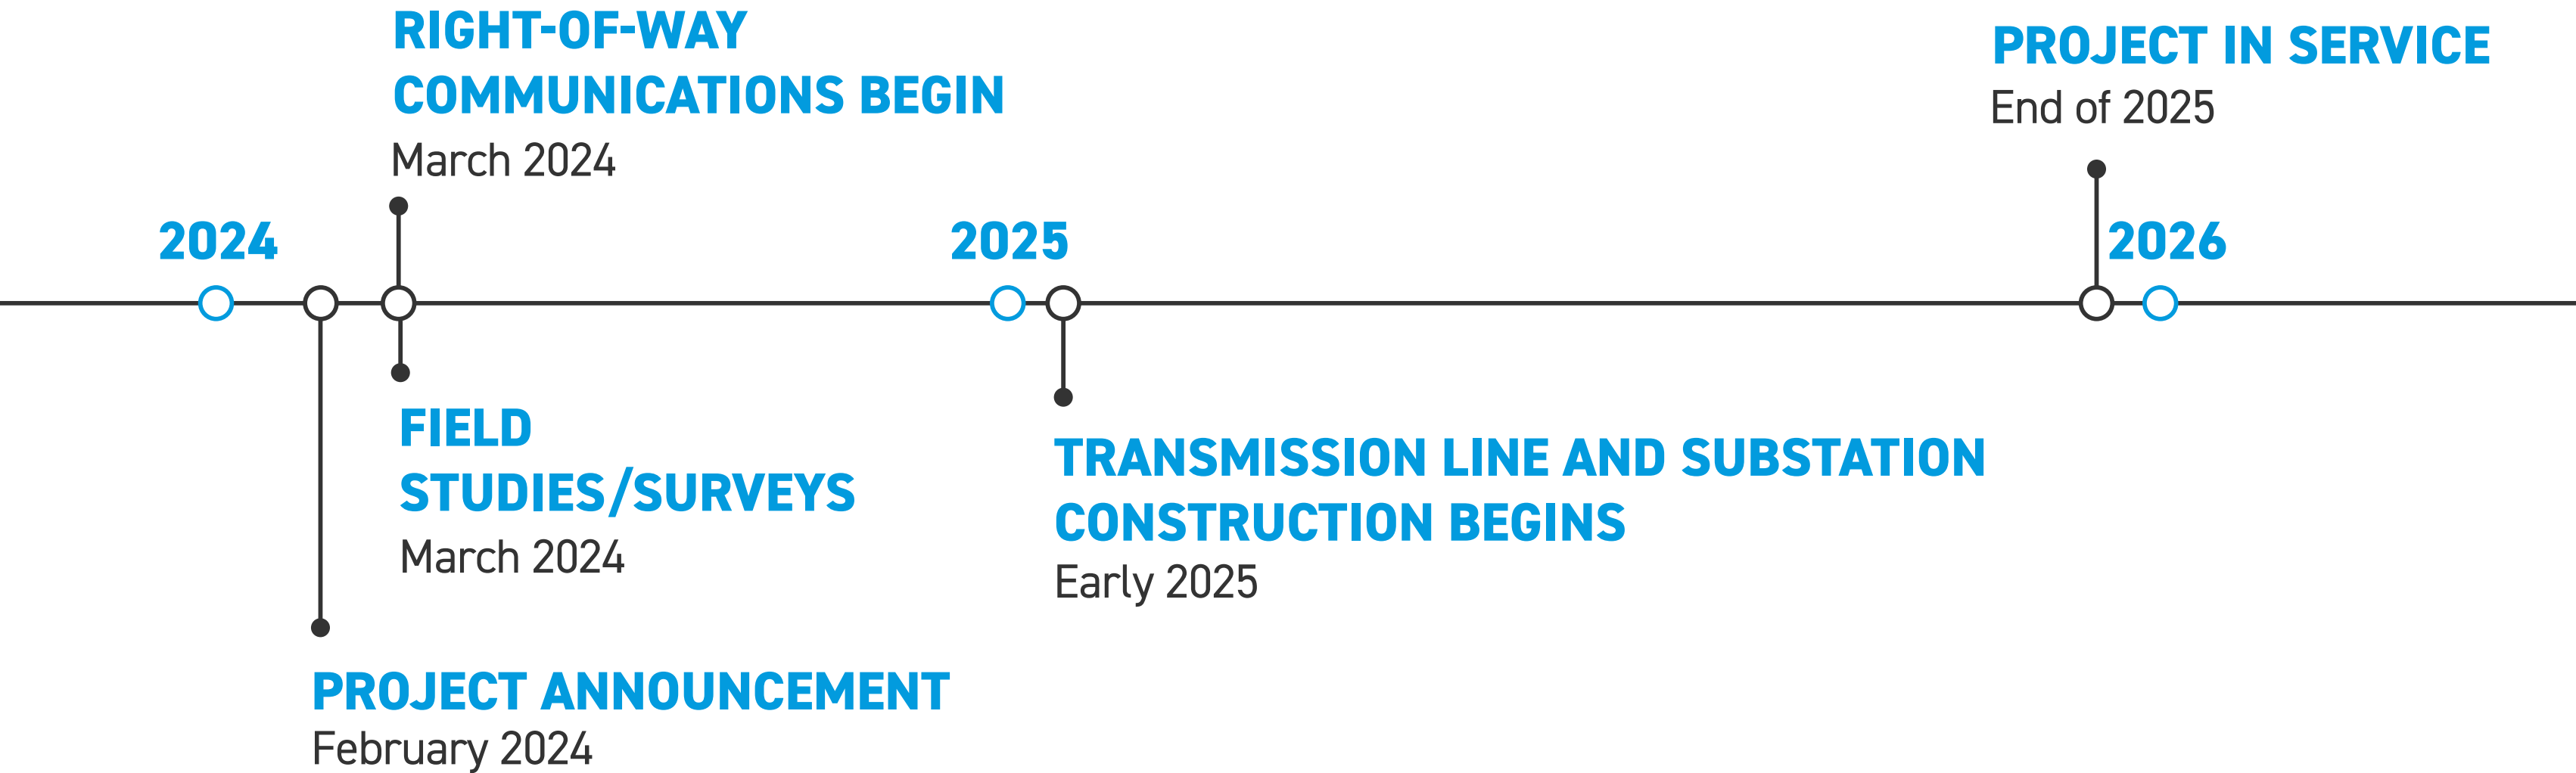 RIGHT-OF-WAY
COMMUNICATIONS BEGIN
March 2024
PROJECT IN SERVICE
End of 2025
2024
2025
2026
FIELD
STUDIES/SURVEYS
March 2024
TRANSMISSION LINE AND SUBSTATION
CONSTRUCTION BEGINS
Early 2025
PROJECT ANNOUNCEMENT
February 2024